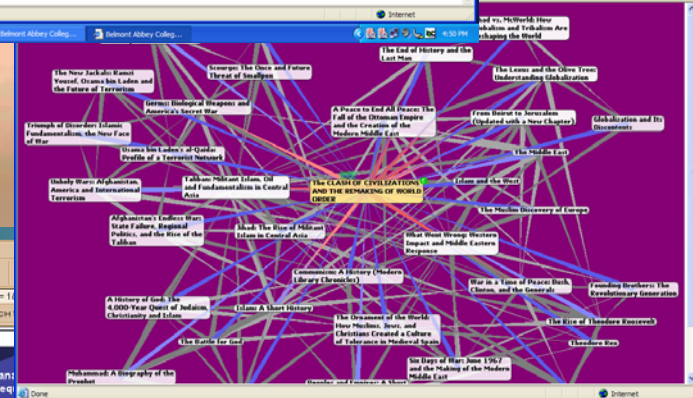 Internet
Belmont Abbey Colleg...
Belmont Abbey Colleg...
4:50 PM
had vs. McWorld: How
obalism and Tribalism Are
shaping the World
The End of History and the
Last Man
The New Jackals: Ramzi
Yousef, Osama bin Laden and
the Future of Terrorism
Scourge: The Once and Future
Threat of Smallpox
The Lexus and the Olive Tree:
Understanding Globalization
Germs: Biological Weapons and
America's Secret War
A Peace to End All Peace: The
Fall of the Ottoman Empire
and the Creation of the
Modern Middle East
From Beirut to Jerusalem
(Updated with a New Chapter)
Globalization and Its
Discontents
Triumph of Disorder: Islamic
Fundamentalism, the New Face
of War
Osama bin Laden's al-Qaida:
Profile of a Terrorist Network
The Middle East
Unholy Wars: Afghanistan,
America and International
Terrorism
Taliban: Militant Islam, Oil
and Fundamentalism in Central
Asia
The CLASH OF CIVILIZATIONS
AND THE REMAKING OF WORLD
ORDER
Islam and the West
The Muslim Discovery of Europe
Afghanistan's Endless War:
State Failure, Regional
Politics, and the Rise of the
Taliban
Jihad: The Rise of Militant
Islam in Central Asia
What Went Wrong: Western
Impact and Middle Eastern
Response
Communism: A History (Modern
Library Chronicles)
War in a Time of Peace: Bush,
Clinton, and the Generals
Founding Brothers: The
Revolutionary Generation
A History of God: The
4,000-Year Quest of Judaism,
Christianity and Islam
Islam: A Short History
The Ornament of the World:
How Muslims, Jews, and
Christians Created a Culture
of Tolerance in Medieval Spain
The Rise of Theodore Roosevelt
The Battle for God
Theodore Rex
Six Days of War: June 1967
and the Making of the Modern
Middle East
Muhammad: A Biography of the
Prophet
Peoples and Empires: A Short
Done
Internet